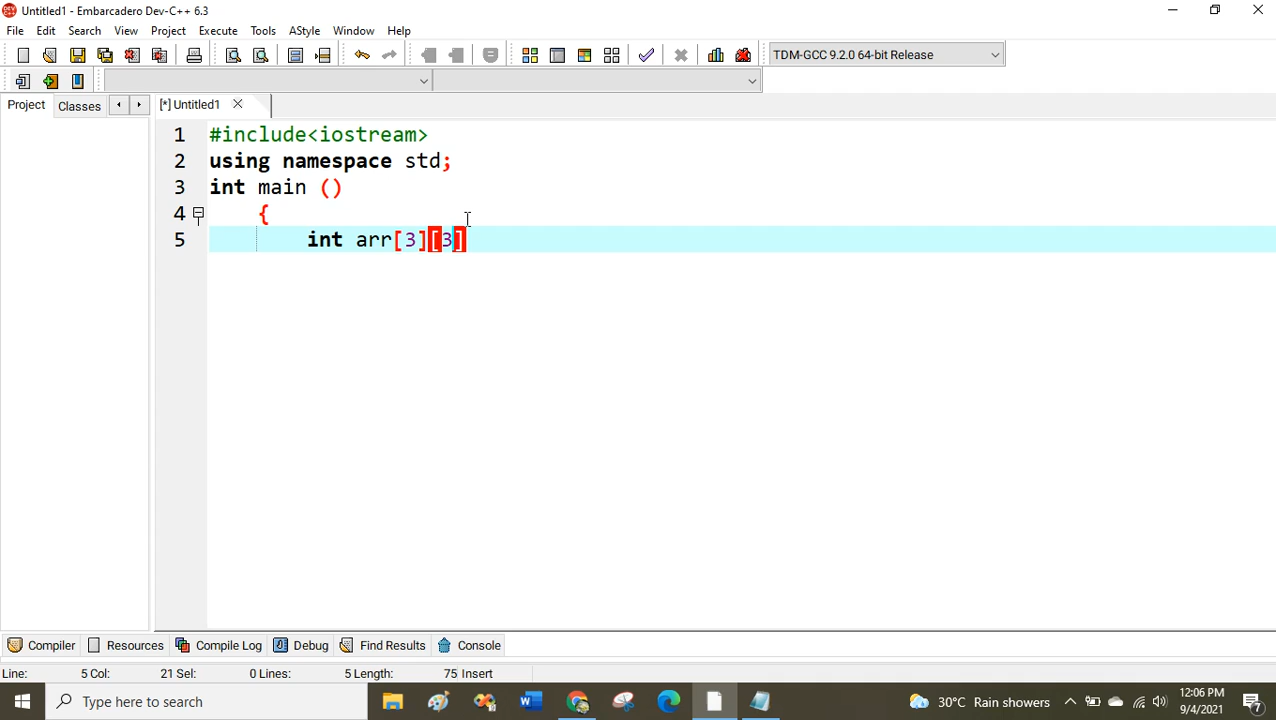 Untitled1 - Embarcadero Dev-C++ 6.3
File Edit Search View Project Execute Tools AStyle Window Help
TDM-GCC 9.2.0 64-bit Release
Project Classes [*] Untitled1
1 #include<iostream>
2 using namespace std;
3 int main ()
4 {
5 int arr[3][3]
Compiler Resources Compile Log Debug Find Results Console
Line: 5 Col: 21 Sel: 0 Lines: 5 Length: 75 Insert
Type here to search 30°C Rain showers 12:06 PM
9/4/2021 7